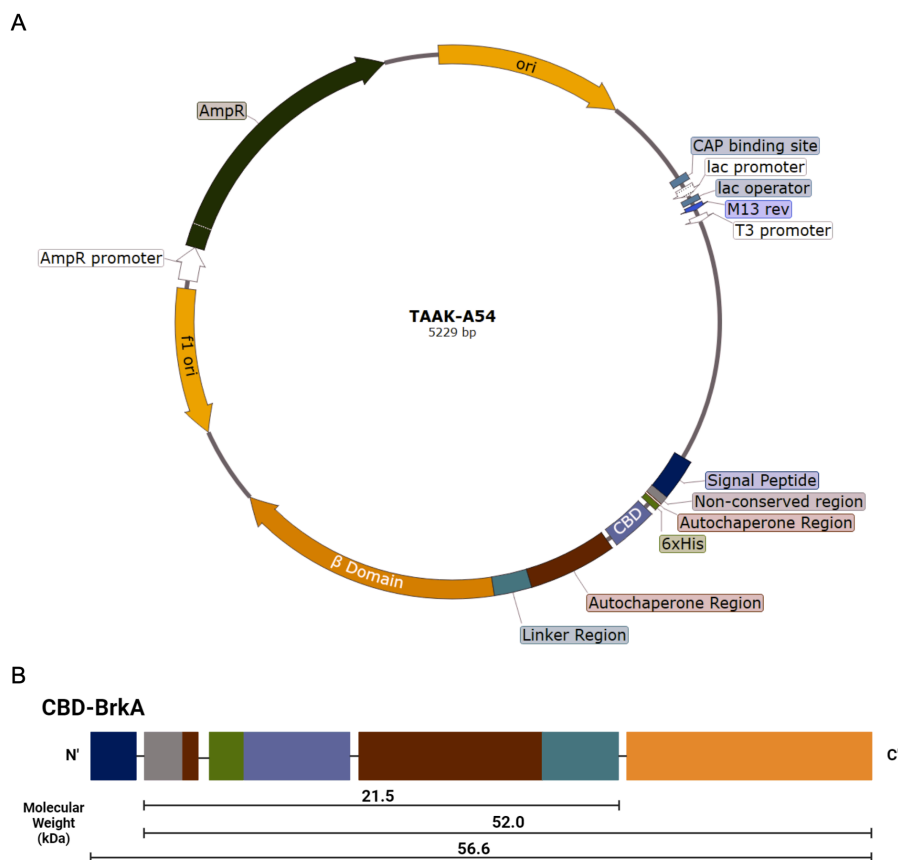 A
ori
AmpR
CAP binding site
lac promoter
lac operator
M13 rev
T3 promoter
AmpR promoter
f1 ori
TAAK-A54
5229 bp
Signal Peptide
Non-conserved region
Autochaperone Region
CBD
6xHis
β Domain
Autochaperone Region
Linker Region
B
CBD-BrkA
N'
C'
Molecular
Weight
(kDa)
21.5
52.0
56.6